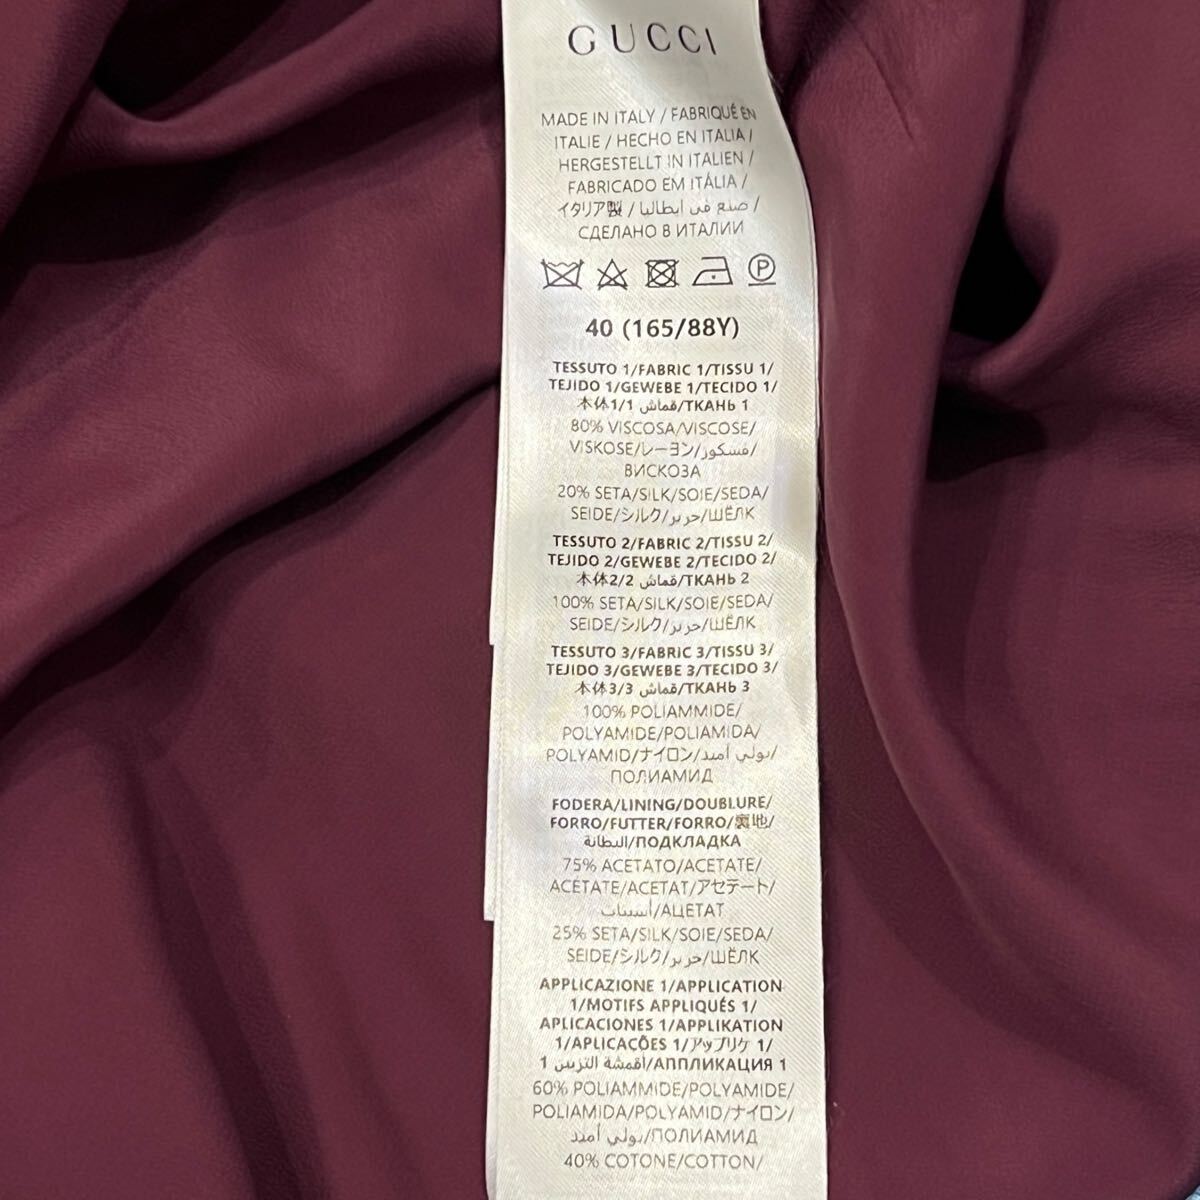 GUCCI
MADE IN ITALY / FABRIQUÉ EN
ITALIE / HECHO EN ITALIA /
HERGESTELLT IN ITALIEN /
FABRICADO EM ITÁLIA /
イタリア製 / صنع في ايطاليا /
СДЕЛАНО В ИТАЛИИ
P
40 (165/88Y)
TESSUTO 1/FABRIC 1/TISSU 1/
TEJIDO 1/GEWEBE 1/TECIDO 1/
本体1/1 قماش/ТКАНЬ 1
80% VISCOSA/VISCOSE/
VISKOSE/レーヨン/فسكوز/
ВИСКОЗА
20% SETA/SILK/SOIE/SEDA/
SEIDE/シルク/حرير/ШЁЛК
TESSUTO 2/FABRIC 2/TISSU 2/
TEJIDO 2/GEWEBE 2/TECIDO 2/
本体2/2 قماش/ТКАНЬ 2
100% SETA/SILK/SOIE/SEDA/
SEIDE/シルク/حرير/ШЁЛК
TESSUTO 3/FABRIC 3/TISSU 3/
TEJIDO 3/GEWEBE 3/TECIDO 3/
本体3/3 قماش/ТКАНЬ 3
100% POLIAMMIDE/
POLYAMIDE/POLIAMIDA/
POLYAMID/ナイロン/بولي أميد/
ПОЛИАМИД
FODERA/LINING/DOUBLURE/
FORRO/FUTTER/FORRO/裏地/
البطانة/ПОДКЛАДКА
75% ACETATO/ACETATE/
ACÉTATE/ACETAT/アセテート/
أسيتات/АЦЕТАТ
25% SETA/SILK/SOIE/SEDA/
SEIDE/シルク/حرير/ШЁЛК
APPLICAZIONE 1/APPLICATION
1/MOTIFS APPLIQUÉS 1/
APLICACIONES 1/APPLIKATION
1/APLICAÇÕES 1/アップリケ 1/
1 أقمشة التزيين/АППЛИКАЦИЯ 1
60% POLIAMMIDE/POLYAMIDE/
POLIAMIDA/POLYAMID/ナイロン/
بولي أميد/ПОЛИАМИД
40% COTONE/COTTON/